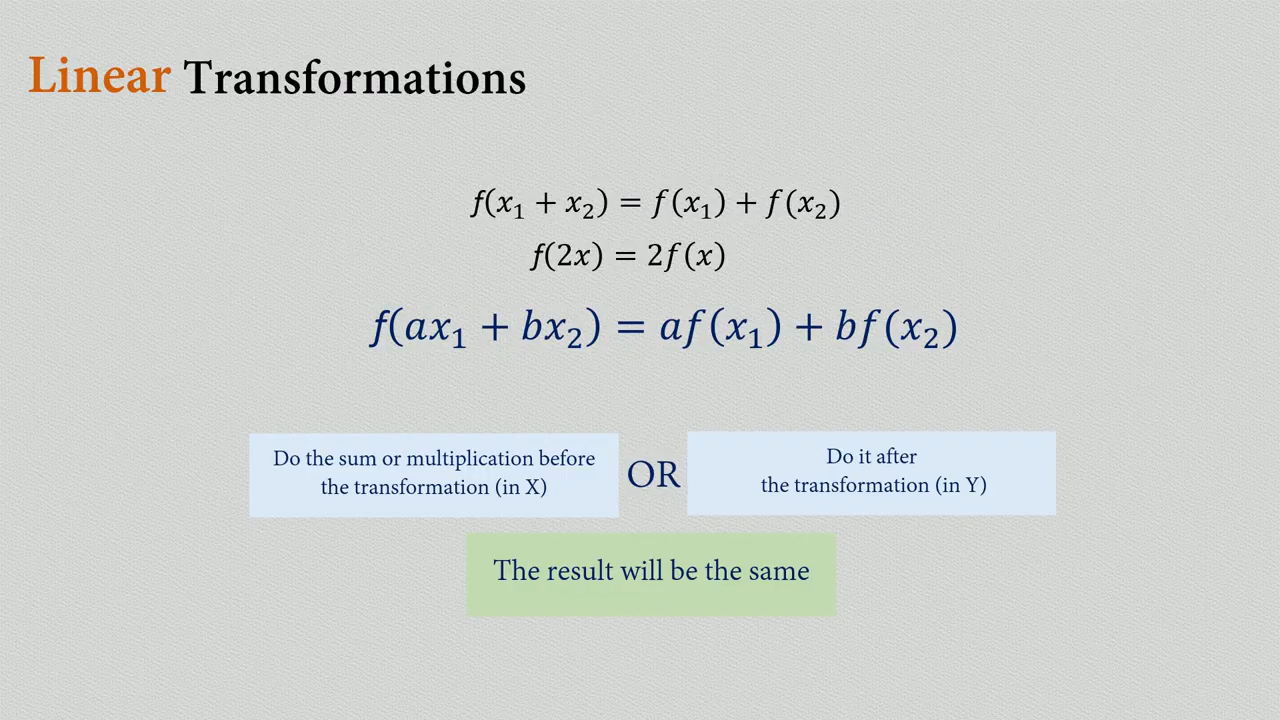 Linear Transformations
f(x₁ + x₂) = f(x₁) + f(x₂)
f(2x) = 2f(x)
f(ax₁ + bx₂) = af(x₁) + bf(x₂)
Do the sum or multiplication before
the transformation (in X)
OR
Do it after
the transformation (in Y)
The result will be the same